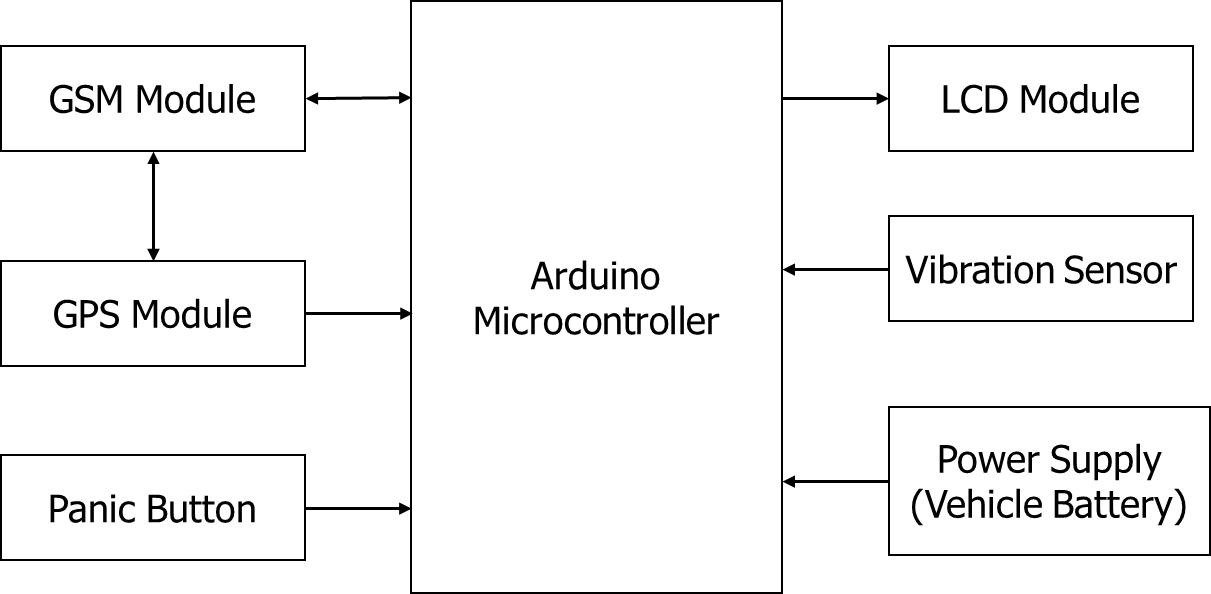 GSM Module
GPS Module
Panic Button
Arduino
Microcontroller
LCD Module
Vibration Sensor
Power Supply
(Vehicle Battery)